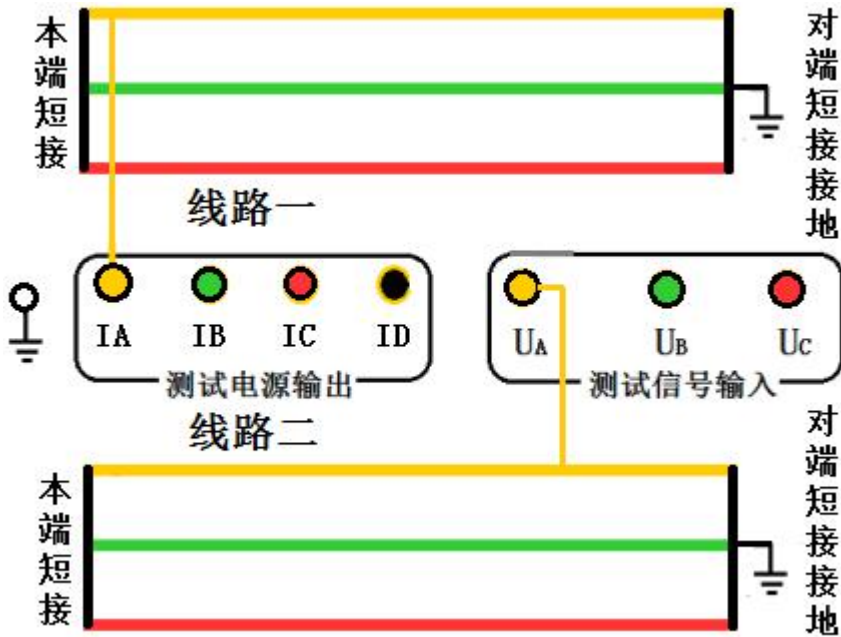 本端短接
对端短接接地
线路一
IA IB IC ID
UA UB UC
测试电源输出
测试信号输入
线路二
本端短接
对端短接接地